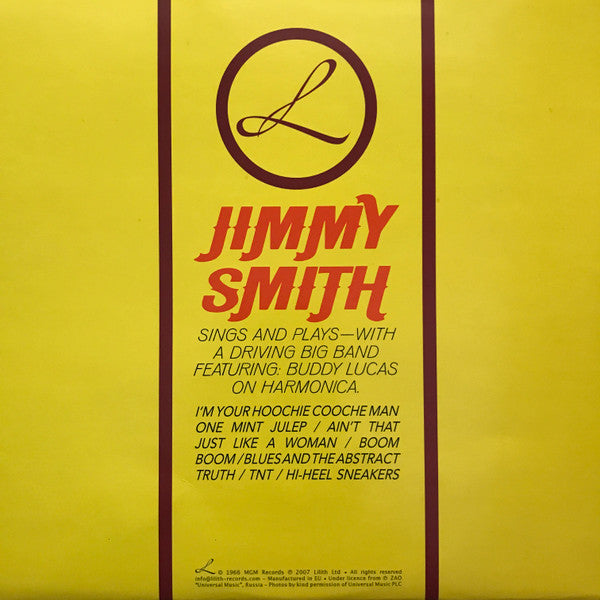 L
JIMMY
SMITH
SINGS AND PLAYS—WITH
A DRIVING BIG BAND
FEATURING: BUDDY LUCAS
ON HARMONICA.
I'M YOUR HOOCHIE COOCHE MAN
ONE MINT JULEP / AIN'T THAT
JUST LIKE A WOMAN / BOOM
BOOM / BLUES AND THE ABSTRACT
TRUTH / TNT / HI-HEEL SNEAKERS
L © 1966 MGM Records ℗ 2007 Lilith Ltd • All rights reserved
info@lilith-records.com – Manufactured in EU • Under licence from ℗ ZAO
"Universal Music", Russia - Photos by kind permission of Universal Music PLC